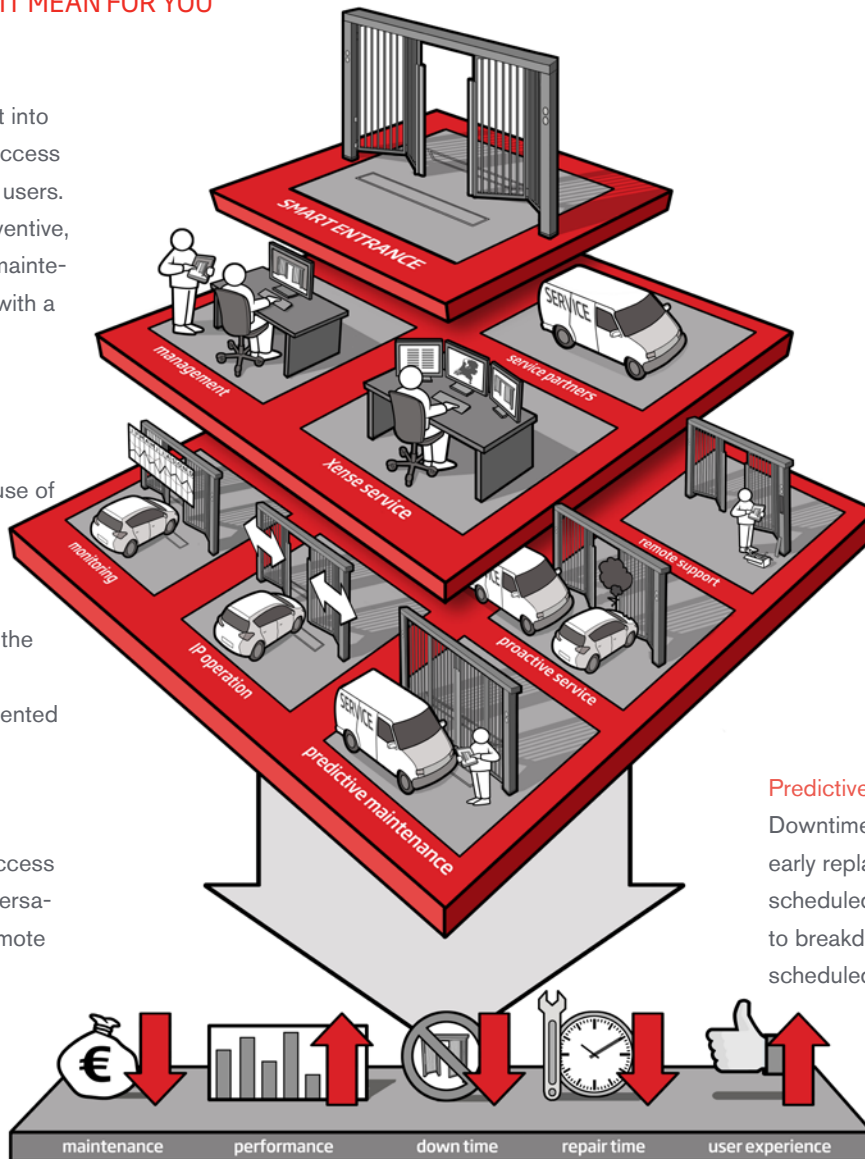 IT MEAN FOR YOU
t into
ccess
users.
ventive,
mainte-
with a
use of
the
ented
ccess
ersa-
mote
SMART ENTRANCE
management
SERVICE
service partners
Xense service
monitoring
IP operation
SERVICE
predictive maintenance
proactive service
remote support
Predictive
Downtime
early repla
scheduled
to breakd
scheduled
€
maintenance
performance
down time
repair time
user experience